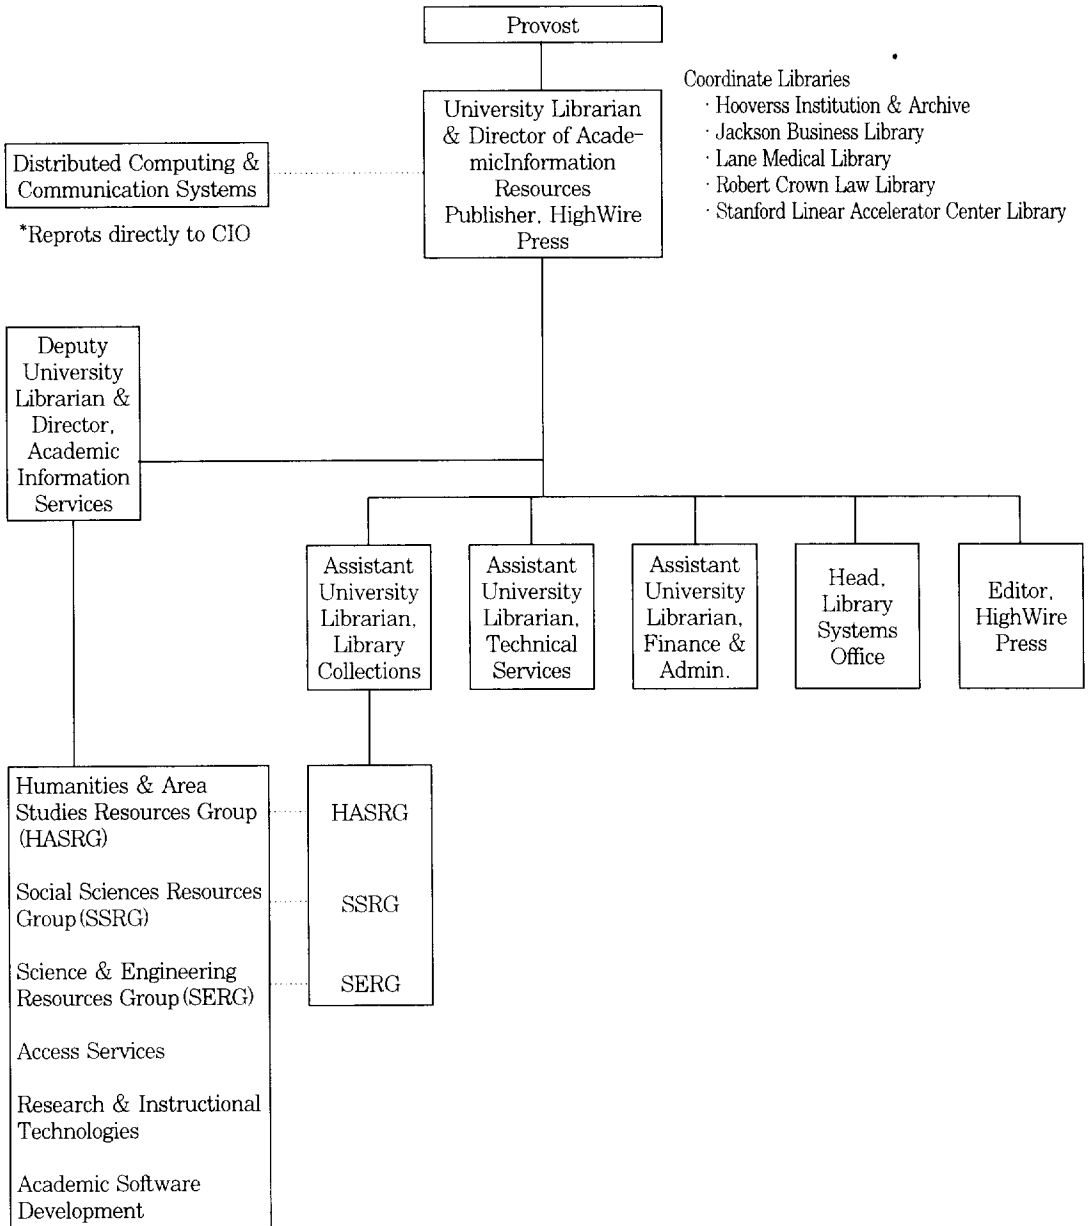 Provost
University Librarian
& Director of Acade-
micInformation
Resources
Publisher, HighWire
Press
Coordinate Libraries
· Hooverss Institution & Archive
· Jackson Business Library
· Lane Medical Library
· Robert Crown Law Library
· Stanford Linear Accelerator Center Library
Distributed Computing &
Communication Systems
*Reprots directly to CIO
Deputy
University
Librarian &
Director,
Academic
Information
Services
Assistant
University
Librarian,
Library
Collections
Assistant
University
Librarian,
Technical
Services
Assistant
University
Librarian,
Finance &
Admin.
Head,
Library
Systems
Office
Editor,
HighWire
Press
Humanities & Area
Studies Resources Group
(HASRG)
Social Sciences Resources
Group(SSRG)
Science & Engineering
Resources Group(SERG)
Access Services
Research & Instructional
Technologies
Academic Software
Development
HASRG
SSRG
SERG